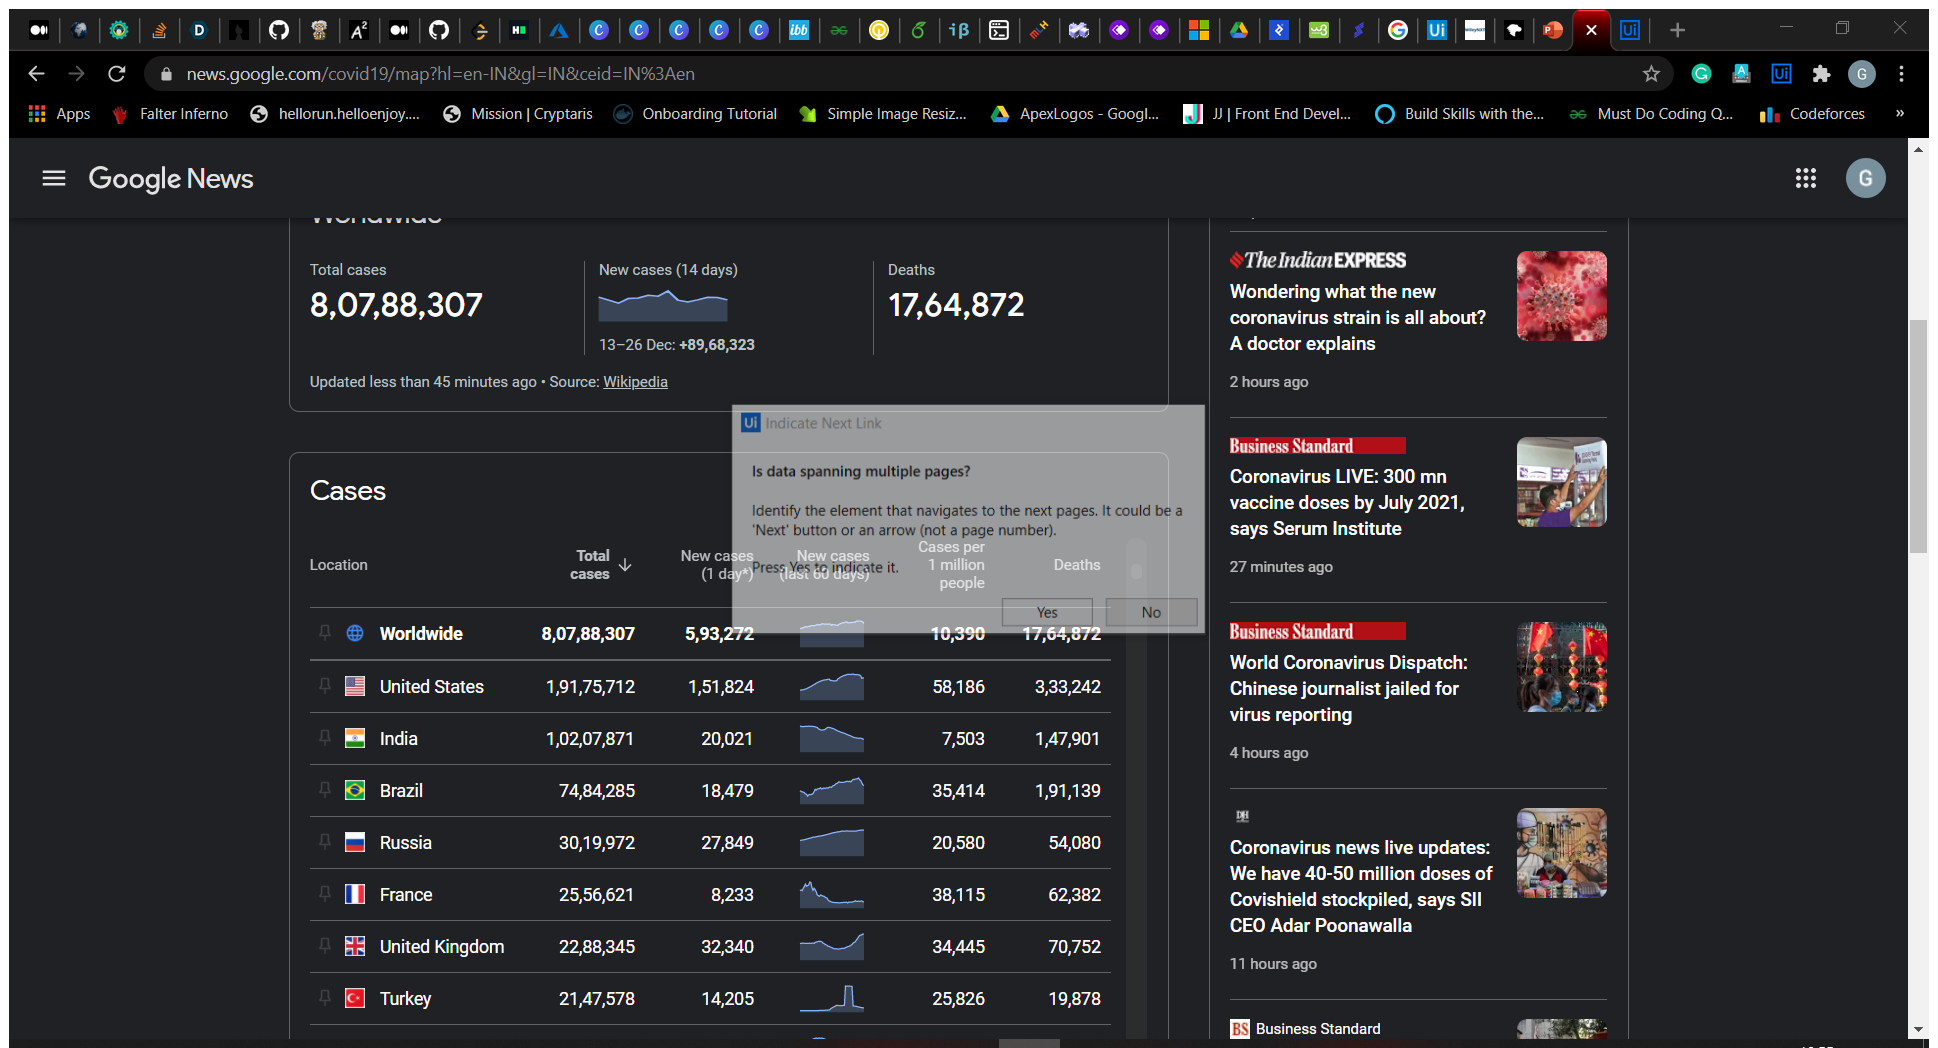 news.google.com/covid19/map?hl=en-IN&gl=IN&ceid=IN%3Aen
Apps
Falter Inferno
hellorun.helloenjoy....
Mission | Cryptaris
Onboarding Tutorial
Simple Image Resiz...
ApexLogos - Googl...
JJ | Front End Devel...
Build Skills with the...
Must Do Coding Q...
Codeforces
»
Google News
G
Worldwide
Total cases
8,07,88,307
New cases (14 days)
13–26 Dec: +89,68,323
Deaths
17,64,872
Updated less than 45 minutes ago • Source: Wikipedia
Ui Indicate Next Link
Is data spanning multiple pages?
Identify the element that navigates to the next pages. It could be a
'Next' button or an arrow (not a page number).
Press Yes to indicate it.
Yes No
Cases
Location
Total
cases
New cases
(1 day*)
New cases
(last 60 days)
Cases per
1 million
people
Deaths
Worldwide 8,07,88,307 5,93,272 10,390 17,64,872
United States 1,91,75,712 1,51,824 58,186 3,33,242
India 1,02,07,871 20,021 7,503 1,47,901
Brazil 74,84,285 18,479 35,414 1,91,139
Russia 30,19,972 27,849 20,580 54,080
France 25,56,621 8,233 38,115 62,382
United Kingdom 22,88,345 32,340 34,445 70,752
Turkey 21,47,578 14,205 25,826 19,878
The Indian EXPRESS
Wondering what the new
coronavirus strain is all about?
A doctor explains
2 hours ago
Business Standard
Coronavirus LIVE: 300 mn
vaccine doses by July 2021,
says Serum Institute
27 minutes ago
Business Standard
World Coronavirus Dispatch:
Chinese journalist jailed for
virus reporting
4 hours ago
DH
Coronavirus news live updates:
We have 40-50 million doses of
Covishield stockpiled, says SII
CEO Adar Poonawalla
11 hours ago
BS Business Standard